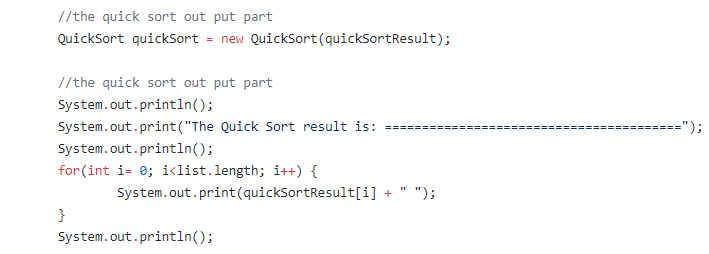 //the quick sort out put part
QuickSort quickSort = new QuickSort(quickSortResult);
//the quick sort out put part
System.out.println();
System.out.print("The Quick Sort result is: ========================================");
System.out.println();
for(int i= 0; i<list.length; i++) {
System.out.print(quickSortResult[i] + " ");
}
System.out.println();